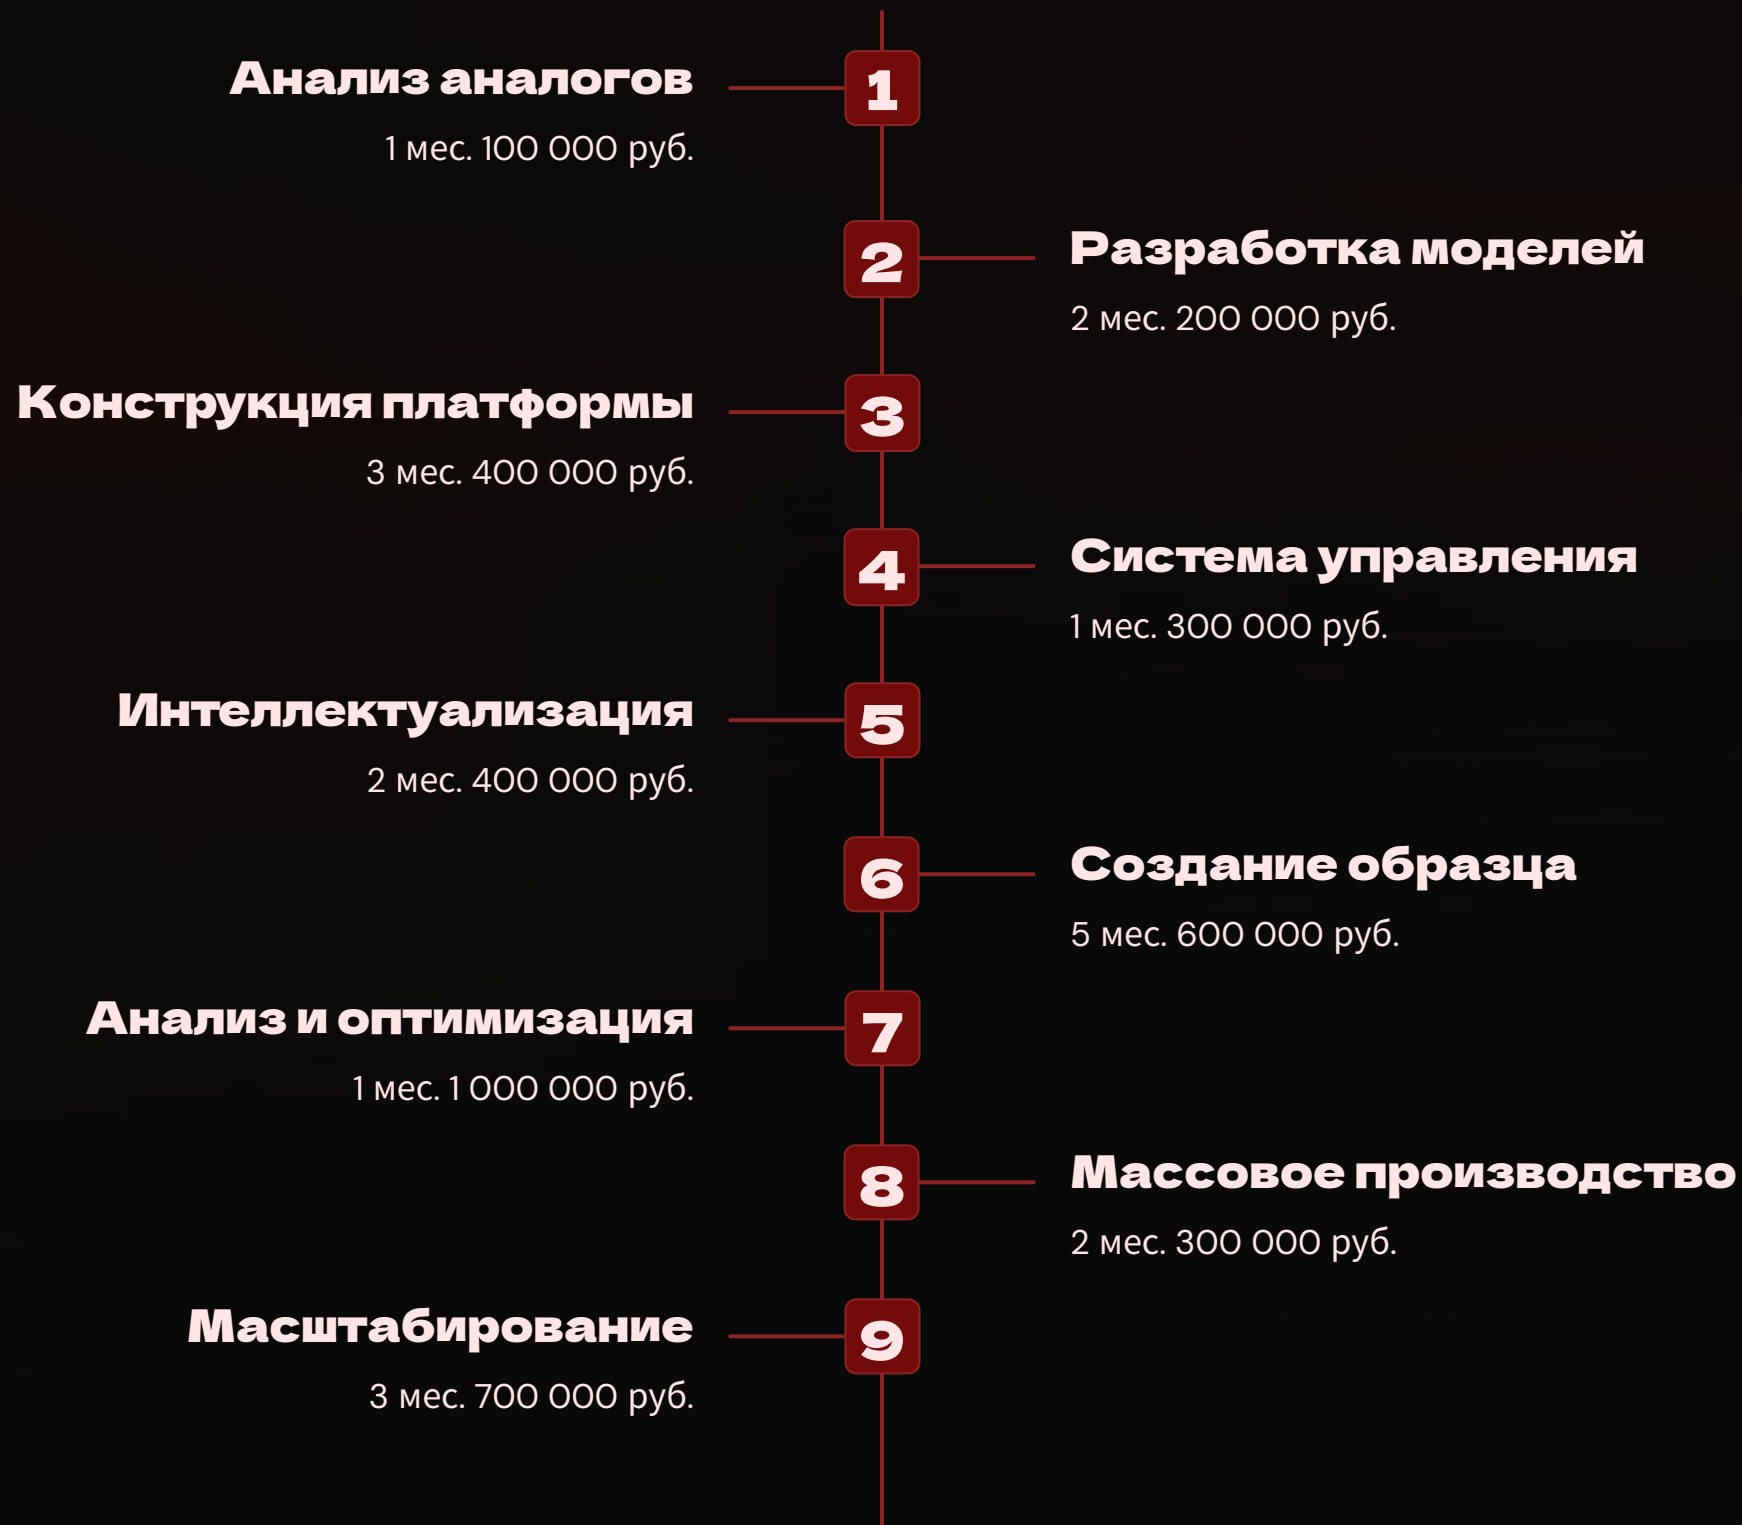 1
Анализ аналогов
1 мес. 100 000 руб.
2
Разработка моделей
2 мес. 200 000 руб.
3
Конструкция платформы
3 мес. 400 000 руб.
4
Система управления
1 мес. 300 000 руб.
5
Интеллектуализация
2 мес. 400 000 руб.
6
Создание образца
5 мес. 600 000 руб.
7
Анализ и оптимизация
1 мес. 1 000 000 руб.
8
Массовое производство
2 мес. 300 000 руб.
9
Масштабирование
3 мес. 700 000 руб.